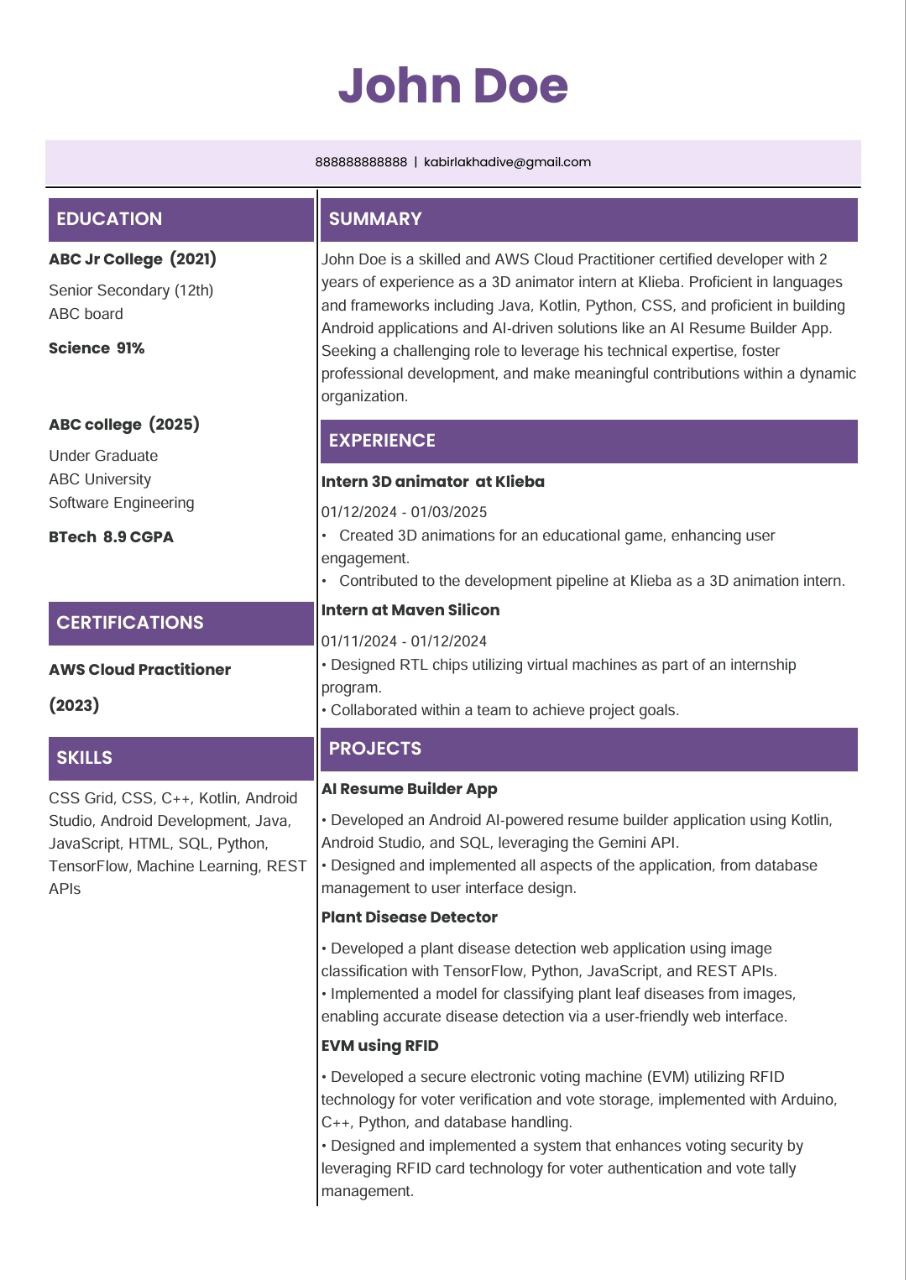 John Doe
888888888888 | kabirlakhadive@gmail.com
EDUCATION
ABC Jr College (2021)
Senior Secondary (12th)
ABC board
Science 91%
ABC college (2025)
Under Graduate
ABC University
Software Engineering
BTech 8.9 CGPA
CERTIFICATIONS
AWS Cloud Practitioner
(2023)
SKILLS
CSS Grid, CSS, C++, Kotlin, Android
Studio, Android Development, Java,
JavaScript, HTML, SQL, Python,
TensorFlow, Machine Learning, REST
APIs
SUMMARY
John Doe is a skilled and AWS Cloud Practitioner certified developer with 2
years of experience as a 3D animator intern at Klieba. Proficient in languages
and frameworks including Java, Kotlin, Python, CSS, and proficient in building
Android applications and AI-driven solutions like an AI Resume Builder App.
Seeking a challenging role to leverage his technical expertise, foster
professional development, and make meaningful contributions within a dynamic
organization.
EXPERIENCE
Intern 3D animator at Klieba
01/12/2024 - 01/03/2025
• Created 3D animations for an educational game, enhancing user
engagement.
• Contributed to the development pipeline at Klieba as a 3D animation intern.
Intern at Maven Silicon
01/11/2024 - 01/12/2024
• Designed RTL chips utilizing virtual machines as part of an internship
program.
• Collaborated within a team to achieve project goals.
PROJECTS
AI Resume Builder App
• Developed an Android AI-powered resume builder application using Kotlin,
Android Studio, and SQL, leveraging the Gemini API.
• Designed and implemented all aspects of the application, from database
management to user interface design.
Plant Disease Detector
• Developed a plant disease detection web application using image
classification with TensorFlow, Python, JavaScript, and REST APIs.
• Implemented a model for classifying plant leaf diseases from images,
enabling accurate disease detection via a user-friendly web interface.
EVM using RFID
• Developed a secure electronic voting machine (EVM) utilizing RFID
technology for voter verification and vote storage, implemented with Arduino,
C++, Python, and database handling.
• Designed and implemented a system that enhances voting security by
leveraging RFID card technology for voter authentication and vote tally
management.